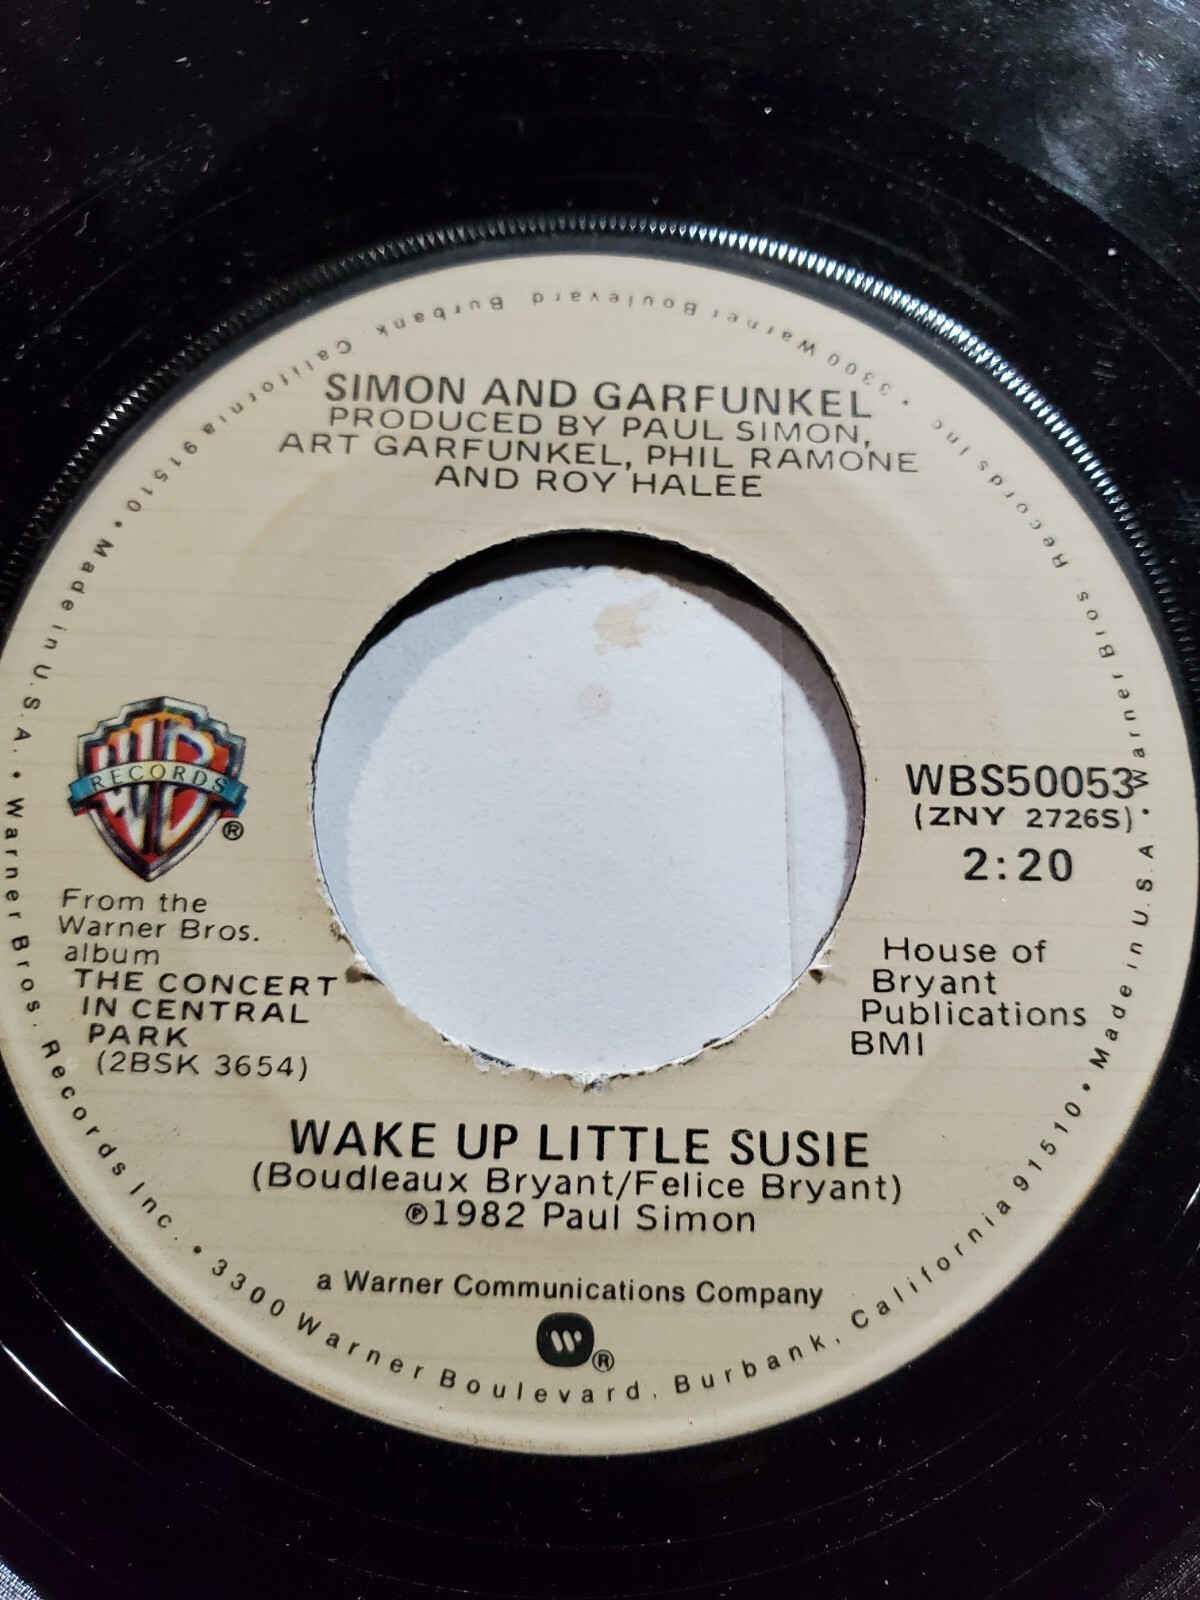 SIMON AND GARFUNKEL
PRODUCED BY PAUL SIMON,
ART GARFUNKEL, PHIL RAMONE
AND ROY HALEE
RECORDS
®
WBS50053
(ZNY 2726S)
2:20
From the
Warner Bros.
album
THE CONCERT
IN CENTRAL
PARK
(2BSK 3654)
House of
Bryant
Publications
BMI
WAKE UP LITTLE SUSIE
(Boudleaux Bryant/Felice Bryant)
℗1982 Paul Simon
a Warner Communications Company
®
Warner Bros. Records Inc. • 3300 Warner Boulevard, Burbank, California 91510 • Made in U.S.A. •
Warner Bros. Records Inc. • 3300 Warner Boulevard, Burbank, California 91510 • Made in U.S.A. •